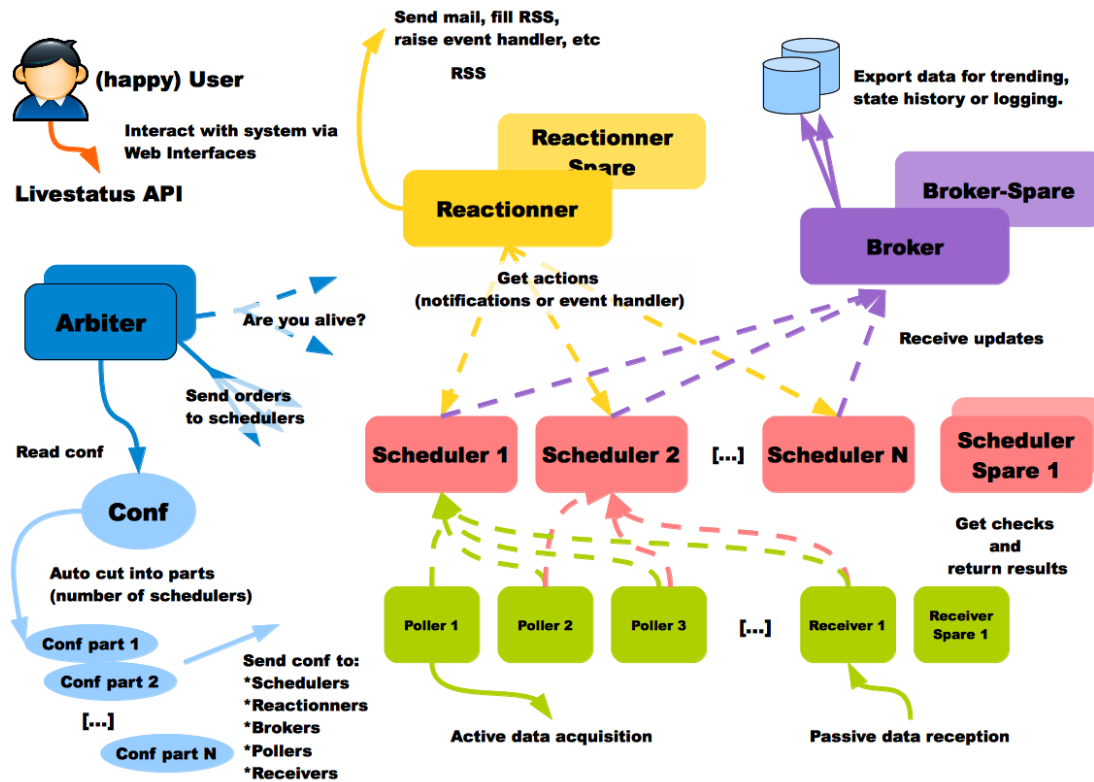 Send mail, fill RSS,
raise event handler, etc
RSS
(happy) User
Interact with system via
Web Interfaces
Livestatus API
Export data for trending,
state history or logging.
Reactionner
Spare
Reactionner
Broker-Spare
Broker
Get actions
(notifications or event handler)
Arbiter
Are you alive?
Receive updates
Send orders
to schedulers
Read conf
Scheduler 1
Scheduler 2
[...]
Scheduler N
Scheduler
Spare 1
Conf
Get checks
and
return results
Auto cut into parts
(number of schedulers)
Poller 1
Poller 2
Poller 3
[...]
Receiver 1
Receiver
Spare 1
Conf part 1
Conf part 2
[...]
Conf part N
Send conf to:
*Schedulers
*Reactionners
*Brokers
*Pollers
*Receivers
Active data acquisition
Passive data reception